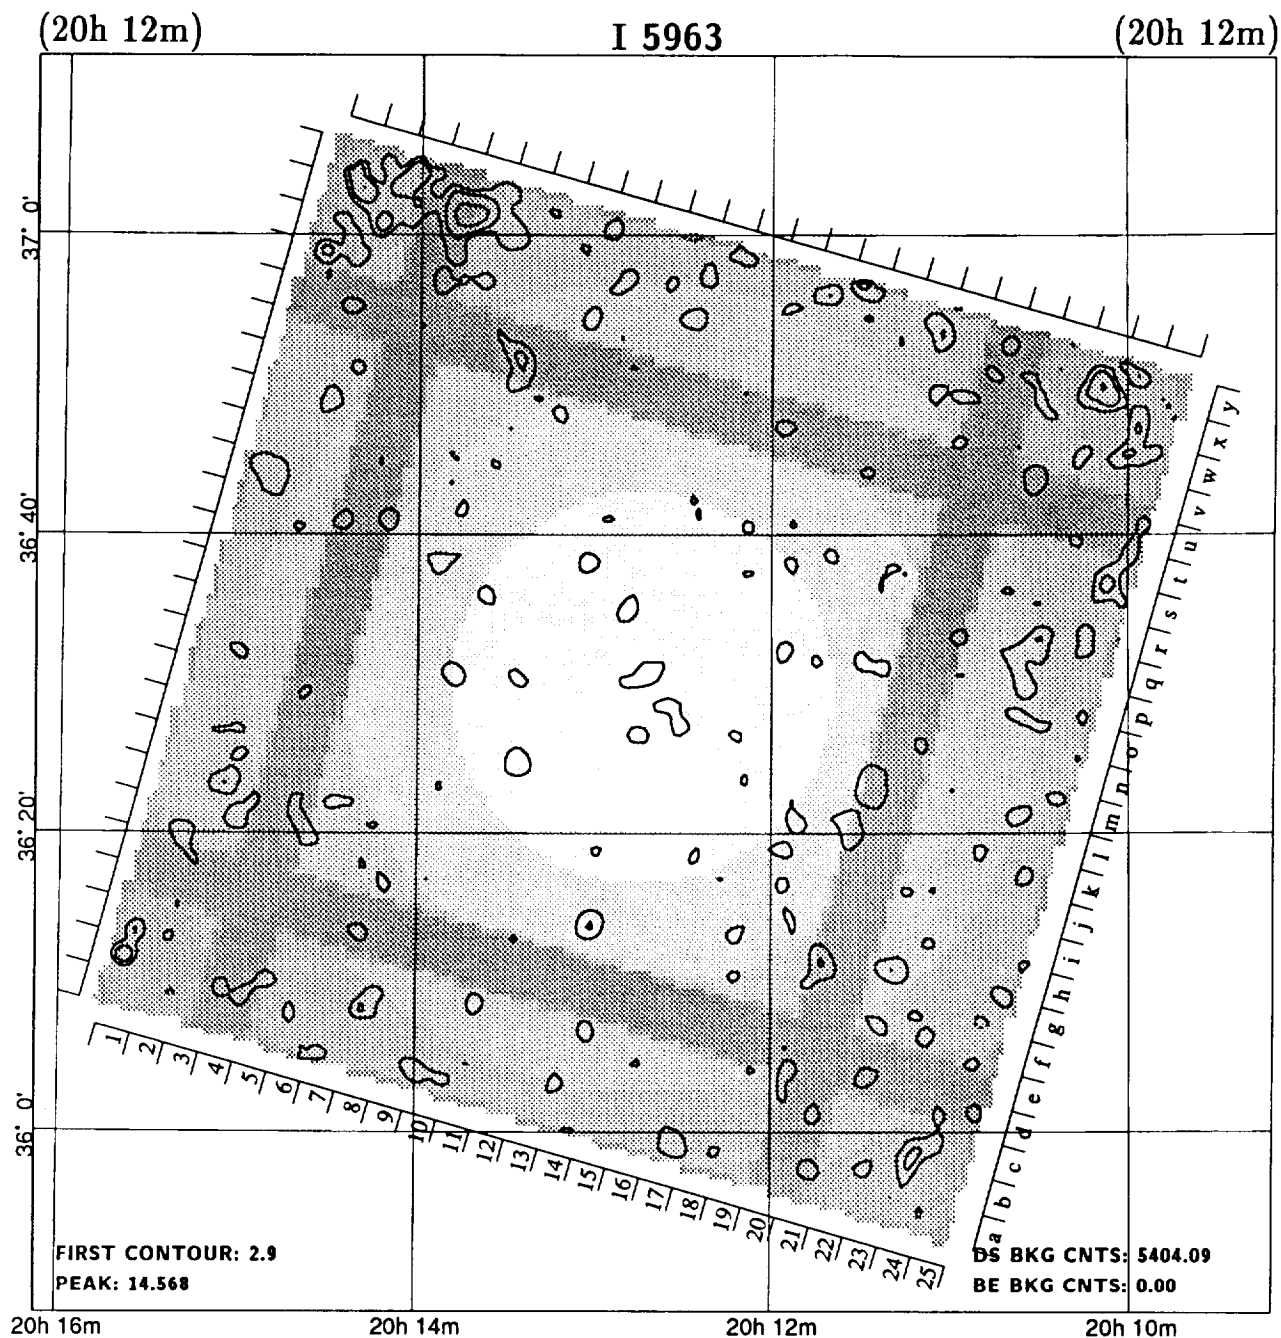 (20h 12m) I 5963 (20h 12m)
37° 0'
36° 40'
36° 20'
36° 0'
y
x
w
v
u
t
s
r
q
p
o
n
m
l
k
j
i
h
g
f
e
d
c
b
a
1 2 3 4 5 6 7 8 9 10 11 12 13 14 15 16 17 18 19 20 21 22 23 24 25
FIRST CONTOUR: 2.9
PEAK: 14.568
DS BKG CNTS: 5404.09
BE BKG CNTS: 0.00
20h 16m 20h 14m 20h 12m 20h 10m